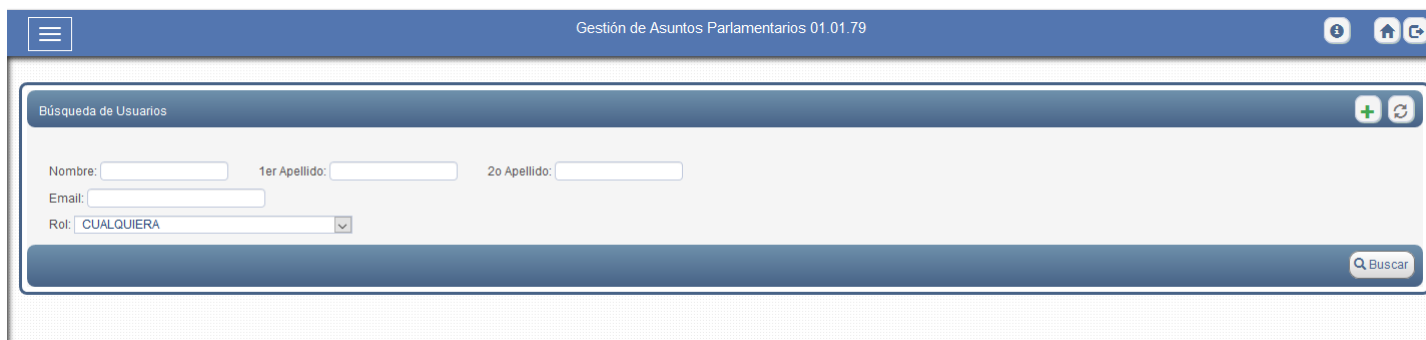 Gestión de Asuntos Parlamentarios 01.01.79
Búsqueda de Usuarios
Nombre: 1er Apellido: 2o Apellido:
Email:
Rol: CUALQUIERA
Buscar